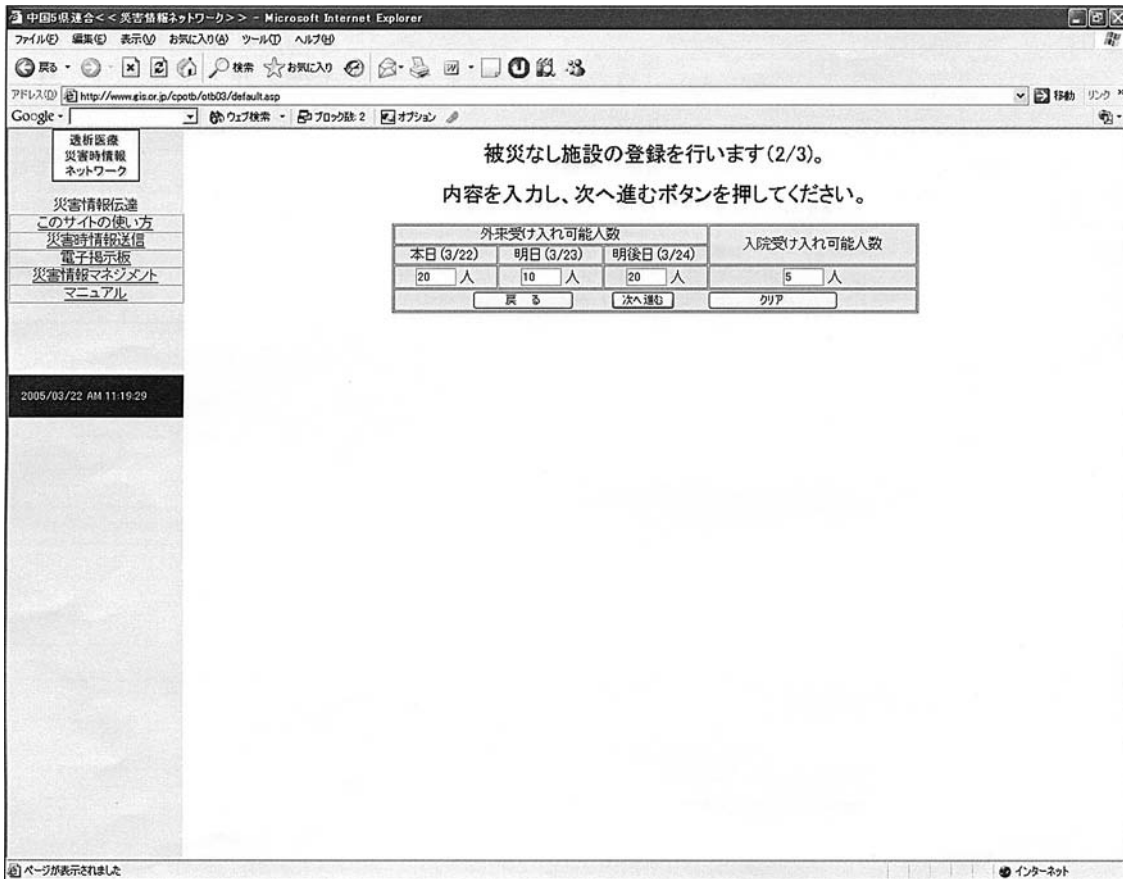 中国5県連合<<災害情報ネットワーク>> - Microsoft Internet Explorer
ファイル(F) 編集(E) 表示(V) お気に入り(A) ツール(T) ヘルプ(H)
戻る 検索 お気に入り
アドレス(D) http://www.gis.or.jp/cpotb/otb03/default.asp 移動 リンク
Google ウェブ検索 ブロック数: 2 オプション
透析医療
災害時情報
ネットワーク
災害情報伝達
このサイトの使い方
災害時情報送信
電子掲示板
災害情報マネジメント
マニュアル
2005/03/22 AM 11:19:29
被災なし施設の登録を行います(2/3)。
内容を入力し、次へ進むボタンを押してください。
外来受け入れ可能人数 入院受け入れ可能人数
本日(3/22) 明日(3/23) 明後日(3/24)
20 人 10 人 20 人 5 人
戻る 次へ進む クリア
ページが表示されました インターネット